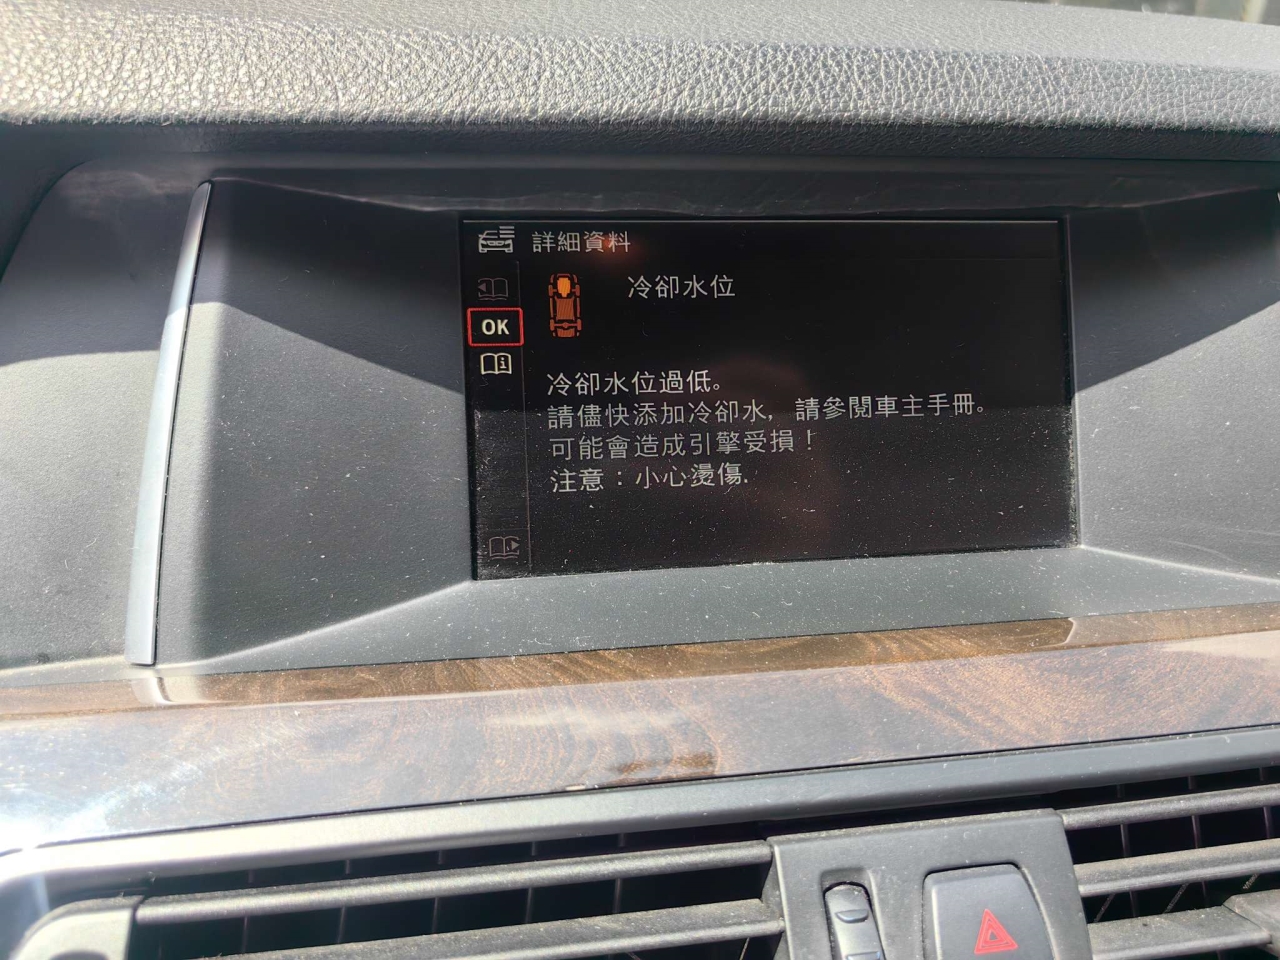 詳細資料
冷卻水位
OK
冷卻水位過低。
請儘快添加冷卻水，請參閱車主手冊。
可能會造成引擎受損！
注意：小心燙傷.